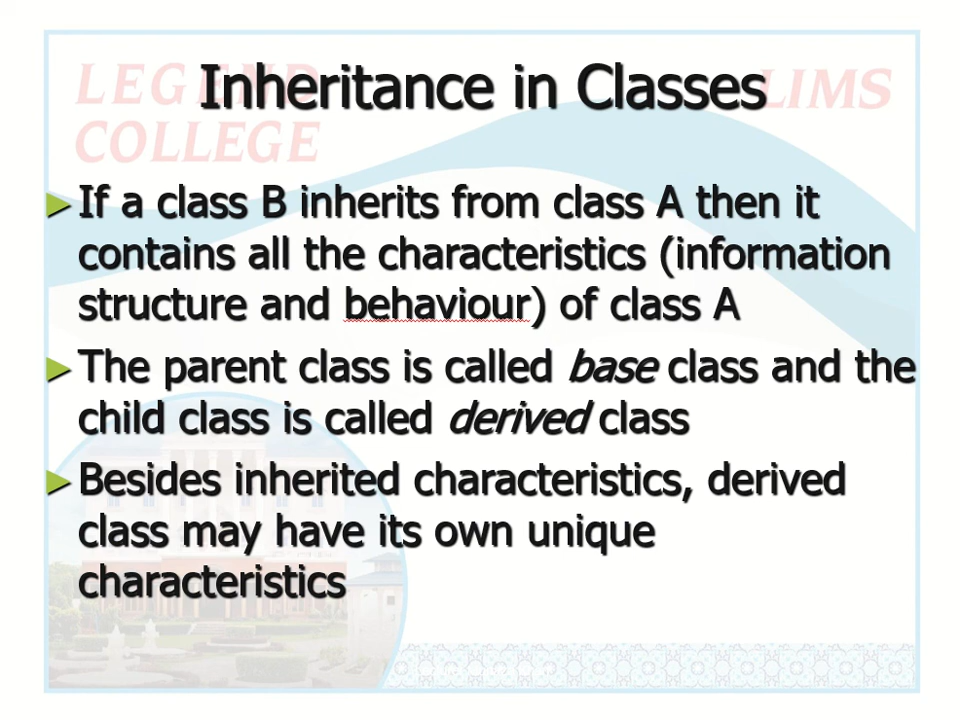 Inheritance in Classes
LEGEND
COLLEGE
LIMS
►If a class B inherits from class A then it
contains all the characteristics (information
structure and behaviour) of class A
►The parent class is called base class and the
child class is called derived class
►Besides inherited characteristics, derived
class may have its own unique
characteristics